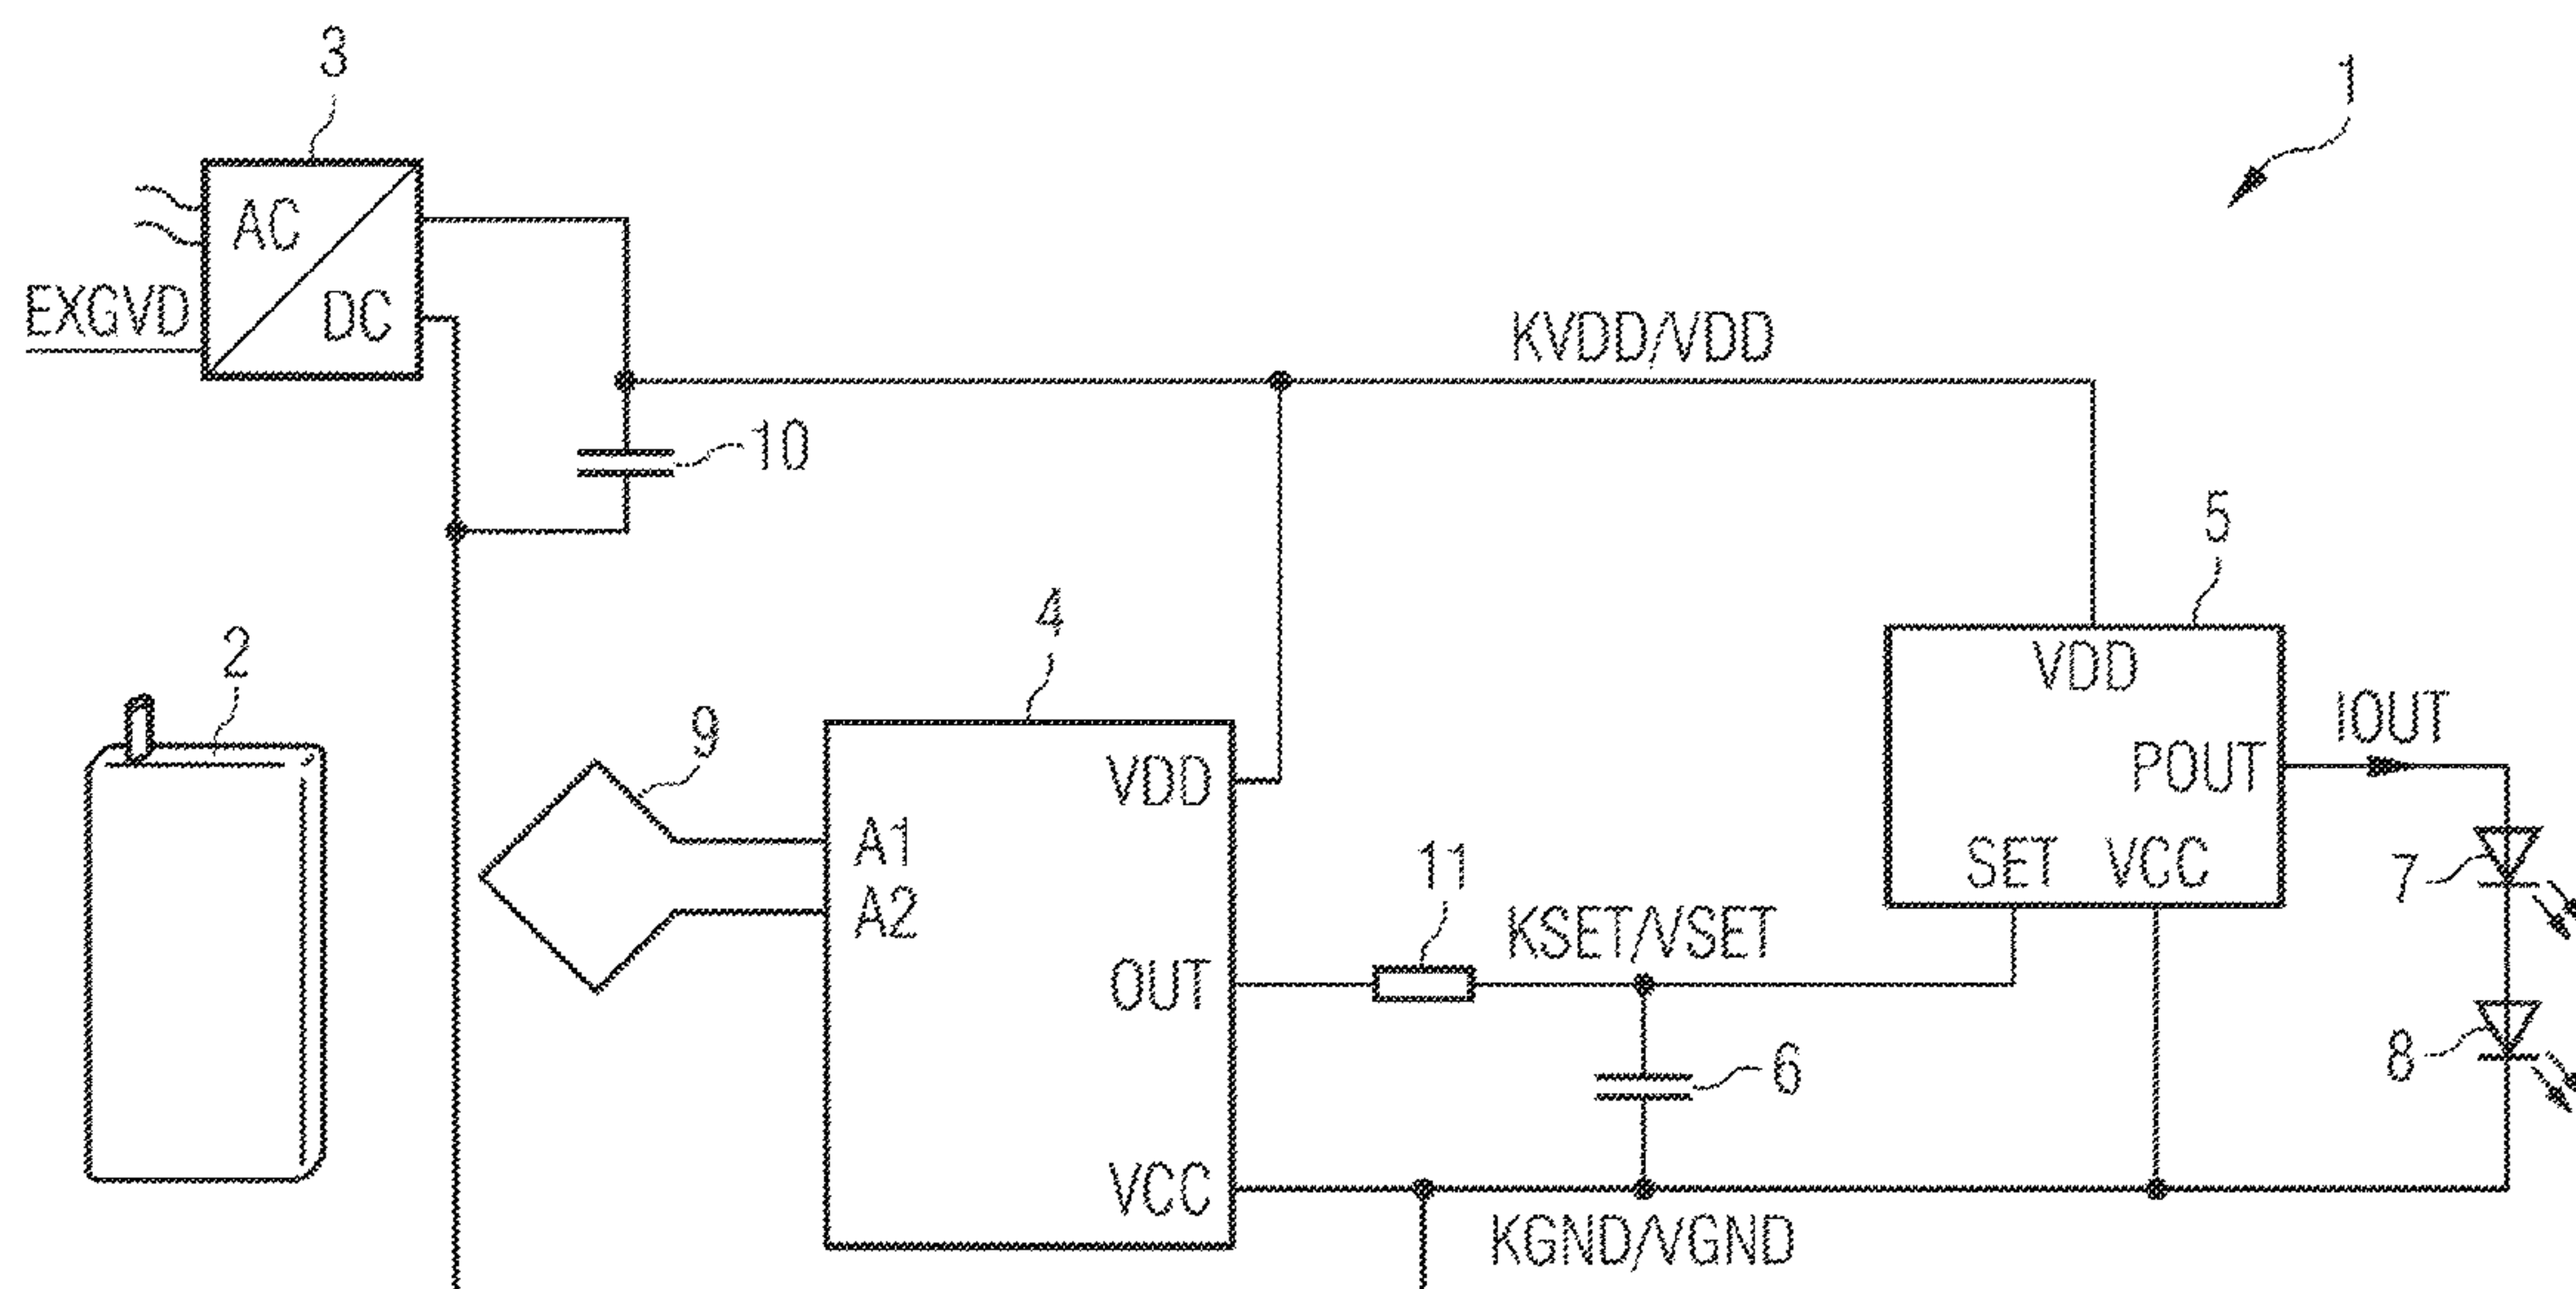 3
1
AC
DC
EXGVD
KVDD/VDD
10
5
4
2
9
VDD
IOUT
VDD
POUT
A1
11
SET VCC
7
A2
KSET/VSET
OUT
8
6
VCC
KGND/VGND